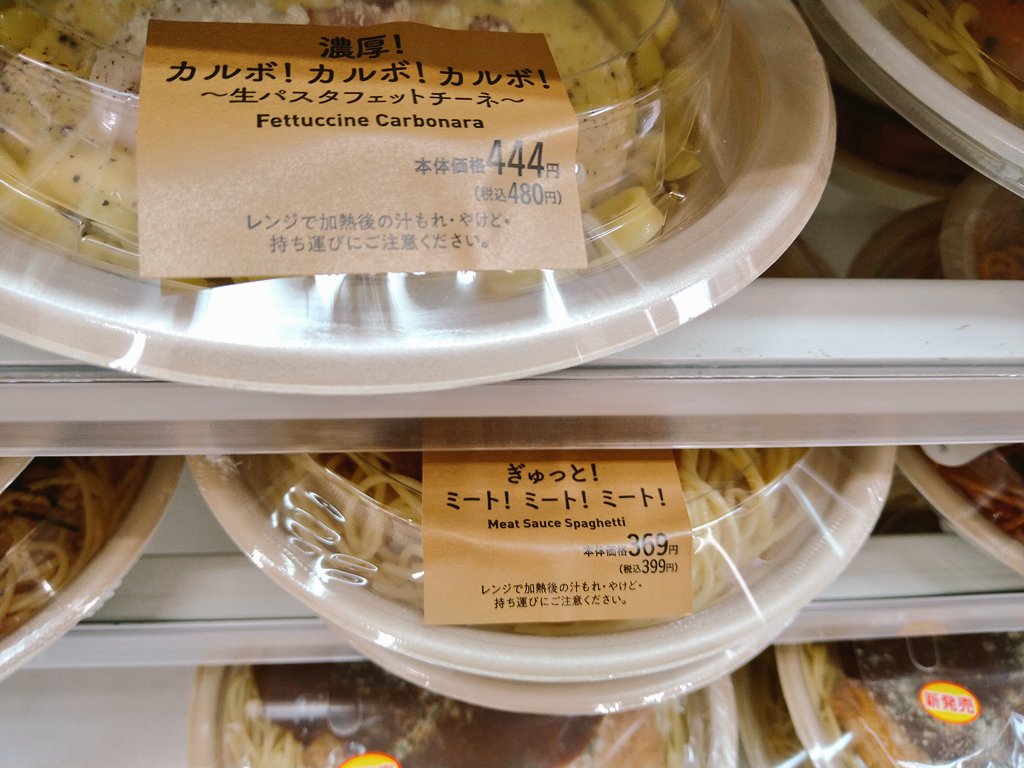 濃厚!
カルボ! カルボ! カルボ!
～生パスタフェットチーネ～
Fettuccine Carbonara
本体価格444円
(税込480円)
レンジで加熱後の汁もれ・やけど・
持ち運びにご注意ください。
ぎゅっと!
ミート! ミート! ミート!
Meat Sauce Spaghetti
本体価格369円
(税込399円)
レンジで加熱後の汁もれ・やけど・
持ち運びにご注意ください。
新発売